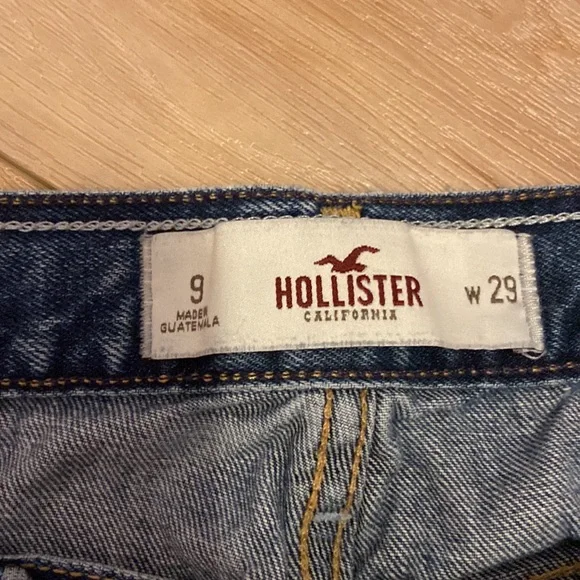 9
MADE IN
GUATEMALA
HOLLISTER
CALIFORNIA
W 29